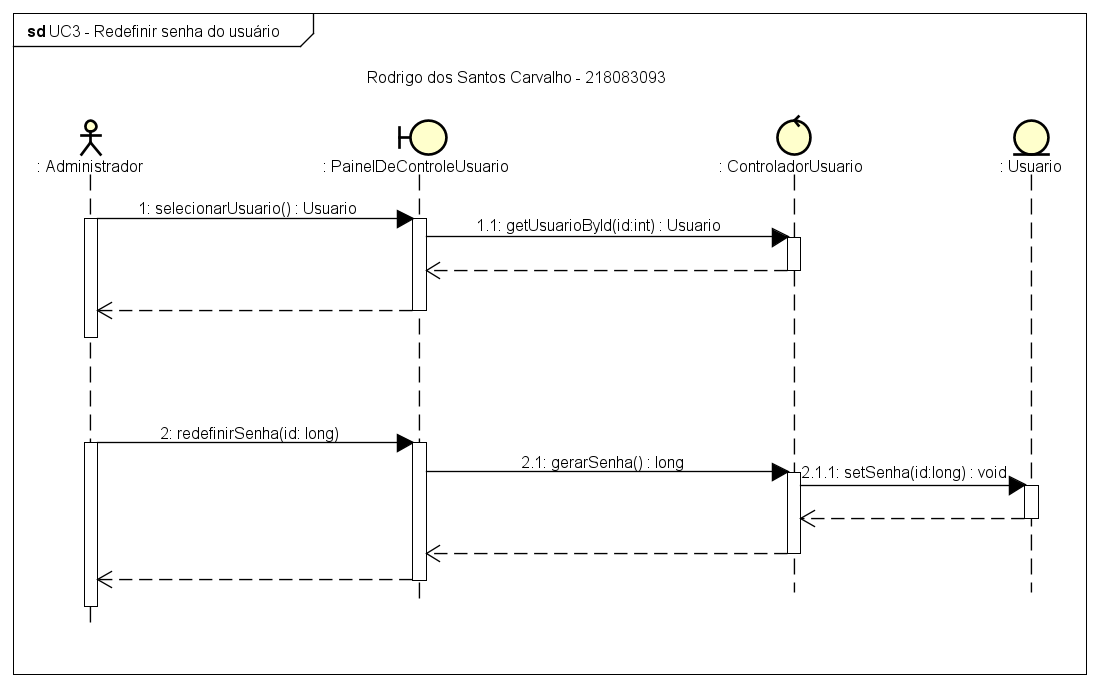 sd UC3 - Redefinir senha do usuário
Rodrigo dos Santos Carvalho - 218083093
: Administrador
: PainelDeControleUsuario
: ControladorUsuario
: Usuario
1: selecionarUsuario() : Usuario
1.1: getUsuarioById(id:int) : Usuario
2: redefinirSenha(id: long)
2.1: gerarSenha() : long
2.1.1: setSenha(id:long) : void